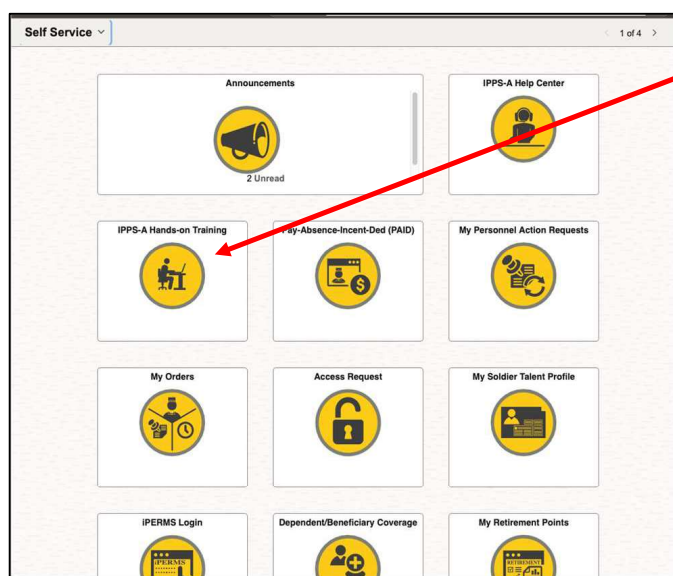 Self Service
1 of 4
Announcements
2 Unread
IPPS-A Help Center
IPPS-A Hands-on Training
Pay-Absence-Incent-Ded (PAID)
My Personnel Action Requests
My Orders
Access Request
My Soldier Talent Profile
iPERMS Login
Dependent/Beneficiary Coverage
My Retirement Points
iPERMS
RETIREMENT